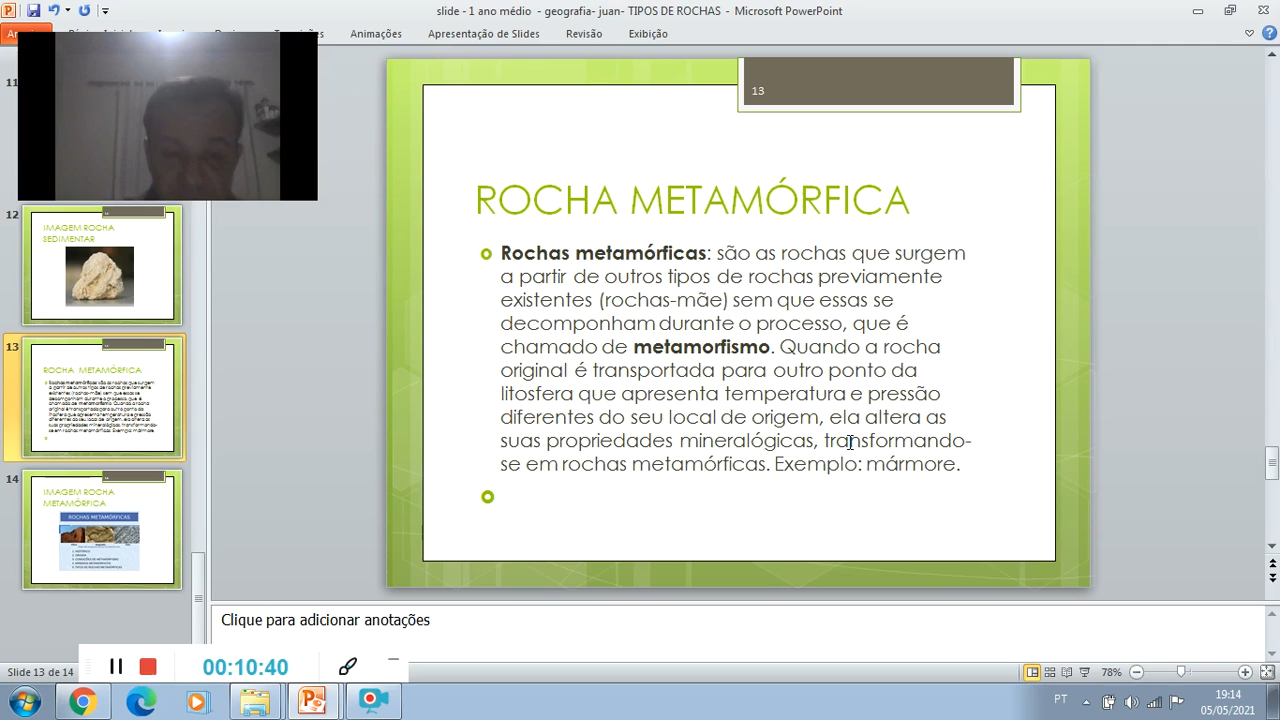 slide - 1 ano médio - geografia- juan- TIPOS DE ROCHAS - Microsoft PowerPoint
Animações
Apresentação de Slides
Revisão
Exibição
11
12
IMAGEM ROCHA
SEDIMENTAR
13
ROCHA METAMÓRFICA
14
IMAGEM ROCHA
METAMÓRFICA
ROCHAS METAMÓRFICAS
13
ROCHA METAMÓRFICA
Rochas metamórficas: são as rochas que surgem
a partir de outros tipos de rochas previamente
existentes (rochas-mãe) sem que essas se
decomponham durante o processo, que é
chamado de metamorfismo. Quando a rocha
original é transportada para outro ponto da
litosfera que apresenta temperatura e pressão
diferentes do seu local de origem, ela altera as
suas propriedades mineralógicas, transformando-
se em rochas metamórficas. Exemplo: mármore.
Clique para adicionar anotações
Slide 13 de 14
00:10:40
78%
PT
19:14
05/05/2021